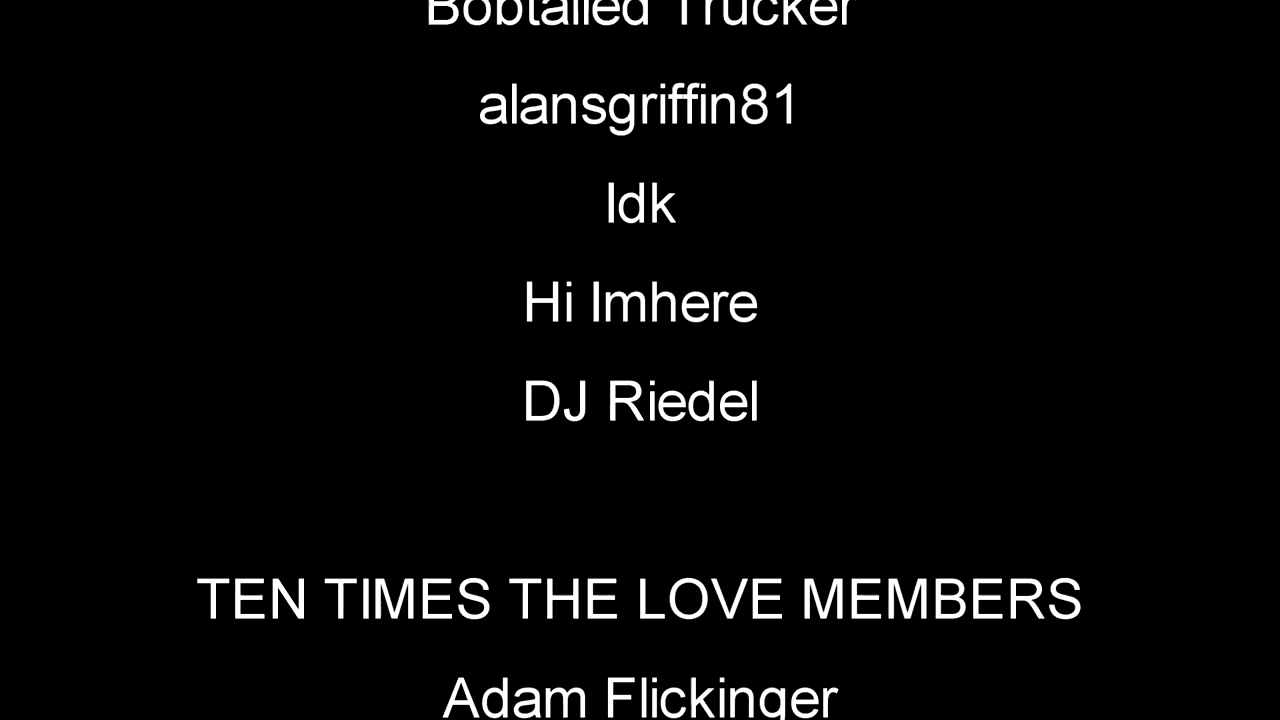 Bobtailed Trucker
alansgriffin81
Idk
Hi Imhere
DJ Riedel
TEN TIMES THE LOVE MEMBERS
Adam Flickinger